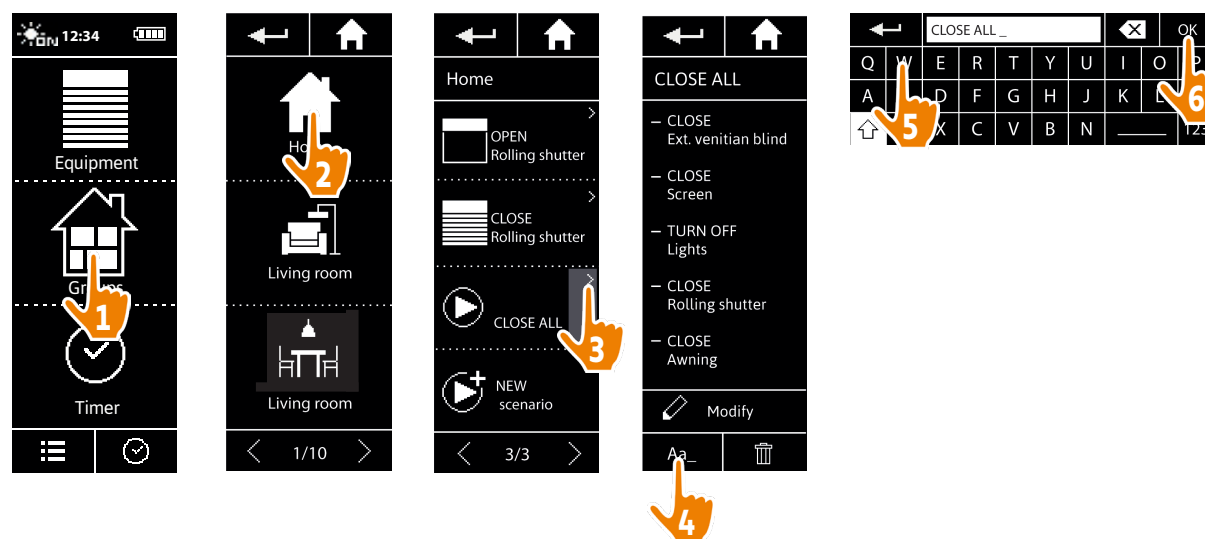 ON 12:34
Equipment
Groups
Timer
1
Home
Living room
Living room
1/10
2
Home
OPEN
Rolling shutter
CLOSE
Rolling shutter
CLOSE ALL
NEW
scenario
3/3
3
CLOSE ALL
– CLOSE
Ext. venitian blind
– CLOSE
Screen
– TURN OFF
Lights
– CLOSE
Rolling shutter
– CLOSE
Awning
Modify
Aa_
4
CLOSE ALL _ OK
Q W E R T Y U I O P
A D F G H J K L
X C V B N 123
5
6